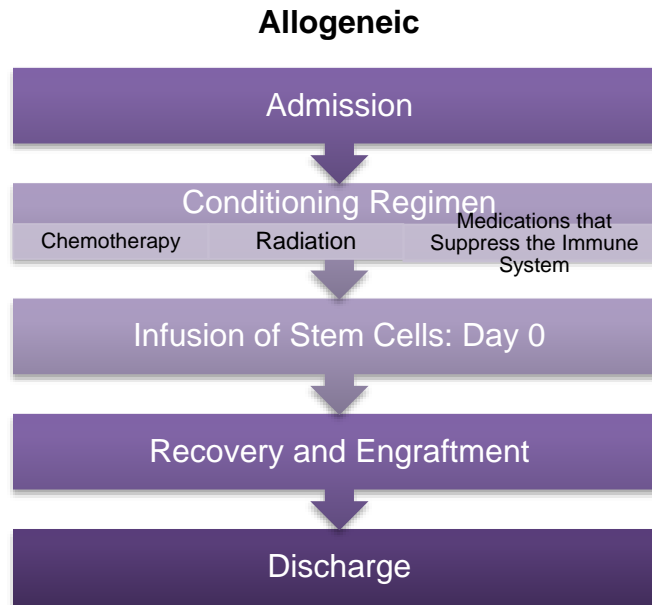 Allogeneic
Admission
Conditioning Regimen
Chemotherapy
Radiation
Medications that
Suppress the Immune
System
Infusion of Stem Cells: Day 0
Recovery and Engraftment
Discharge